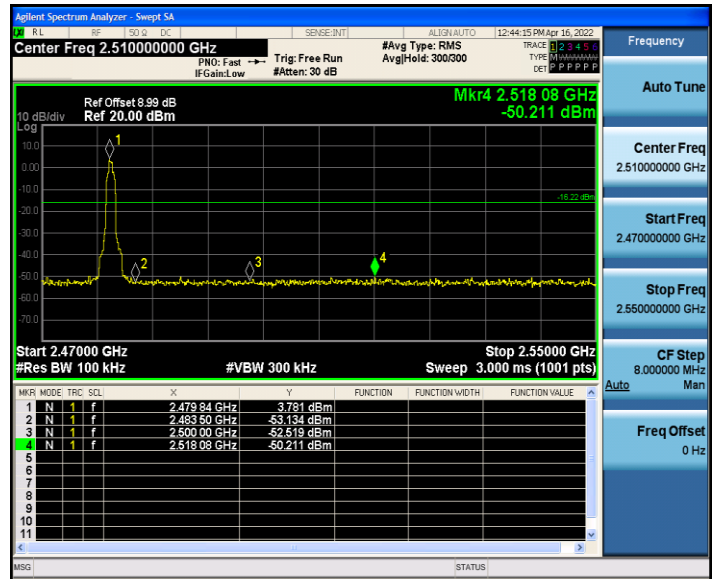 Agilent Spectrum Analyzer - Swept SA
RL RF 50 Ω DC SENSE:INT ALIGN AUTO 12:44:15 PM Apr 16, 2022
Center Freq 2.510000000 GHz
PNO: Fast
IFGain:Low
Trig: Free Run
#Atten: 30 dB
#Avg Type: RMS
Avg|Hold: 300/300
TRACE 1 2 3 4 5 6
TYPE M
DET P P P P P P
Ref Offset 8.99 dB
10 dB/div Ref 20.00 dBm
Log
Mkr4 2.518 08 GHz
-50.211 dBm
10.0
0.00
-10.0
-20.0
-30.0
-40.0
-50.0
-60.0
-70.0
1
2
3
4
-16.22 dBm
Start 2.47000 GHz Stop 2.55000 GHz
#Res BW 100 kHz #VBW 300 kHz Sweep 3.000 ms (1001 pts)
MKR MODE TRC SCL X Y FUNCTION FUNCTION WIDTH FUNCTION VALUE
1 N 1 f 2.479 84 GHz 3.781 dBm
2 N 1 f 2.483 50 GHz -53.134 dBm
3 N 1 f 2.500 00 GHz -52.519 dBm
4 N 1 f 2.518 08 GHz -50.211 dBm
5
6
7
8
9
10
11
MSG STATUS
Frequency
Auto Tune
Center Freq
2.510000000 GHz
Start Freq
2.470000000 GHz
Stop Freq
2.550000000 GHz
CF Step
8.000000 MHz
Auto Man
Freq Offset
0 Hz